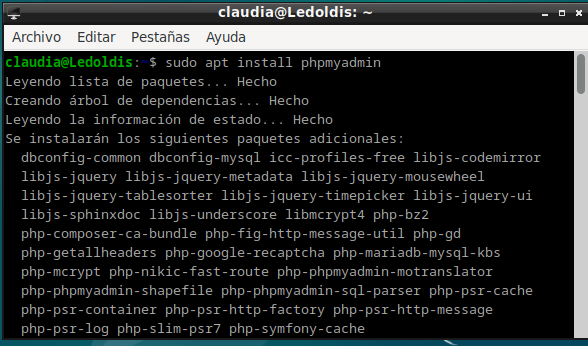 claudia@Ledoldis: ~
Archivo Editar Pestañas Ayuda
claudia@Ledoldis:~$ sudo apt install phpmyadmin
Leyendo lista de paquetes... Hecho
Creando árbol de dependencias... Hecho
Leyendo la información de estado... Hecho
Se instalarán los siguientes paquetes adicionales:
  dbconfig-common dbconfig-mysql icc-profiles-free libjs-codemirror
  libjs-jquery libjs-jquery-metadata libjs-jquery-mousewheel
  libjs-jquery-tablesorter libjs-jquery-timepicker libjs-jquery-ui
  libjs-sphinxdoc libjs-underscore libmcrypt4 php-bz2
  php-composer-ca-bundle php-fig-http-message-util php-gd
  php-getallheaders php-google-recaptcha php-mariadb-mysql-kbs
  php-mcrypt php-nikic-fast-route php-phpmyadmin-motranslator
  php-phpmyadmin-shapefile php-phpmyadmin-sql-parser php-psr-cache
  php-psr-container php-psr-http-factory php-psr-http-message
  php-psr-log php-slim-psr7 php-symfony-cache